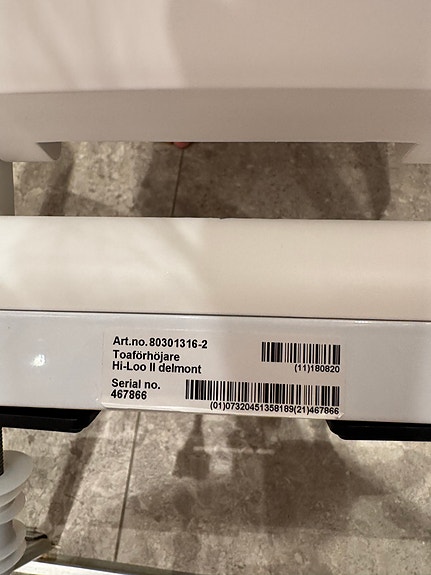 Art.no.80301316-2
Toaförhöjare
Hi-Loo II delmont
(11)180820
Serial no.
467866
(01)07320451358189(21)467866